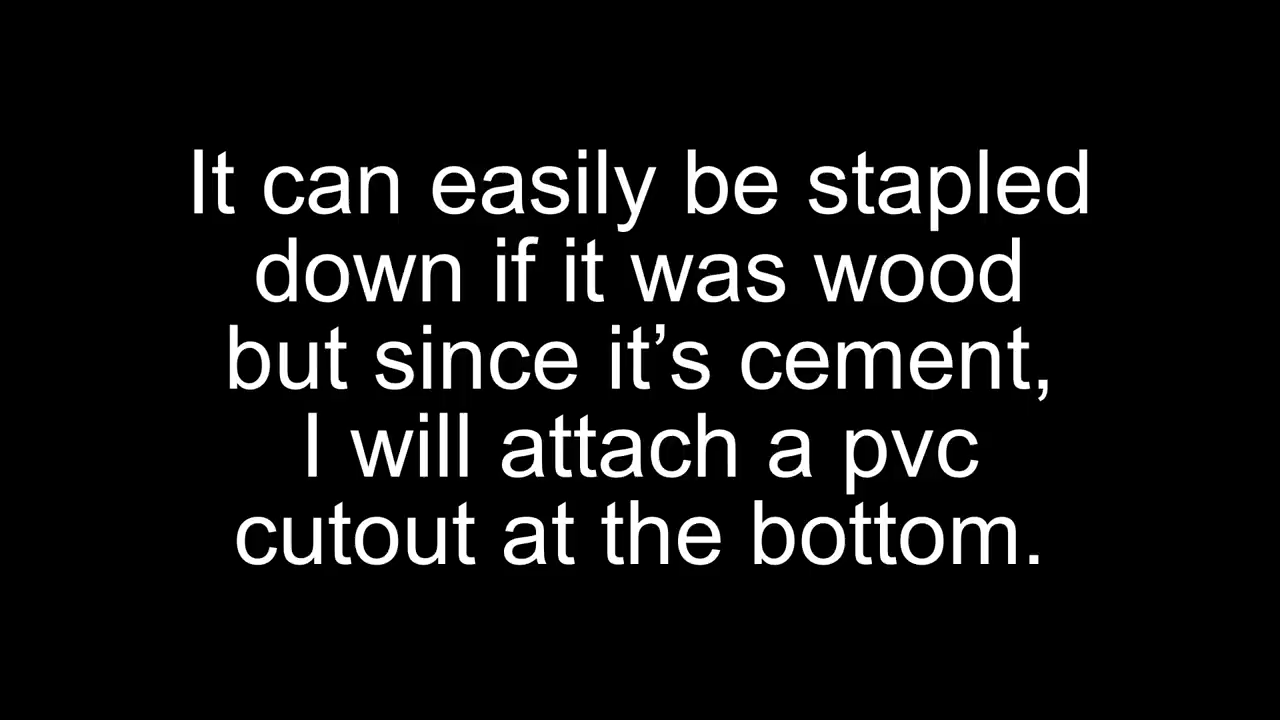 It can easily be stapled
down if it was wood
but since it’s cement,
I will attach a pvc
cutout at the bottom.